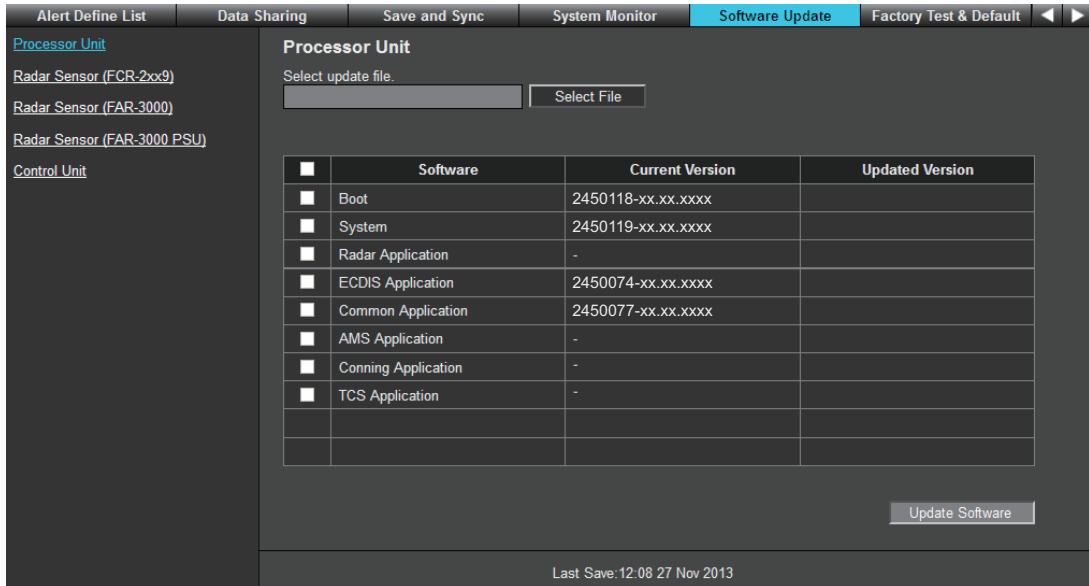 Alert Define List Data Sharing Save and Sync System Monitor Software Update Factory Test & Default
Processor Unit
Radar Sensor (FCR-2xx9)
Radar Sensor (FAR-3000)
Radar Sensor (FAR-3000 PSU)
Control Unit
Processor Unit
Select update file.
Select File
Software Current Version Updated Version
Boot 2450118-xx.xx.xxxx
System 2450119-xx.xx.xxxx
Radar Application -
ECDIS Application 2450074-xx.xx.xxxx
Common Application 2450077-xx.xx.xxxx
AMS Application -
Conning Application -
TCS Application -
Update Software
Last Save:12:08 27 Nov 2013